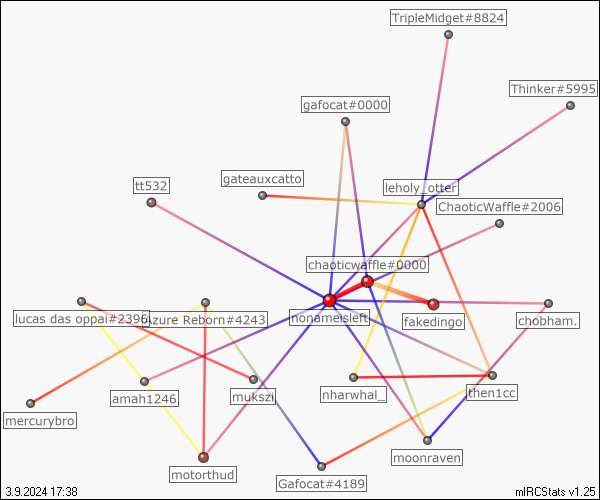 TripleMidget#8824
Thinker#5995
gafocat#0000
gateauxcatto
tt532
leholy_otter
ChaoticWaffle#2006
chaoticwaffle#0000
nonameisleft
fakedingo
chobham.
lucas das oppai#2396
Azure Reborn#4243
amah1246
mukszi
nharwhal_
then1cc
mercurybro
moonraven
motorthud
Gafocat#4189
3.9.2024 17:38
mIRCStats v1.25